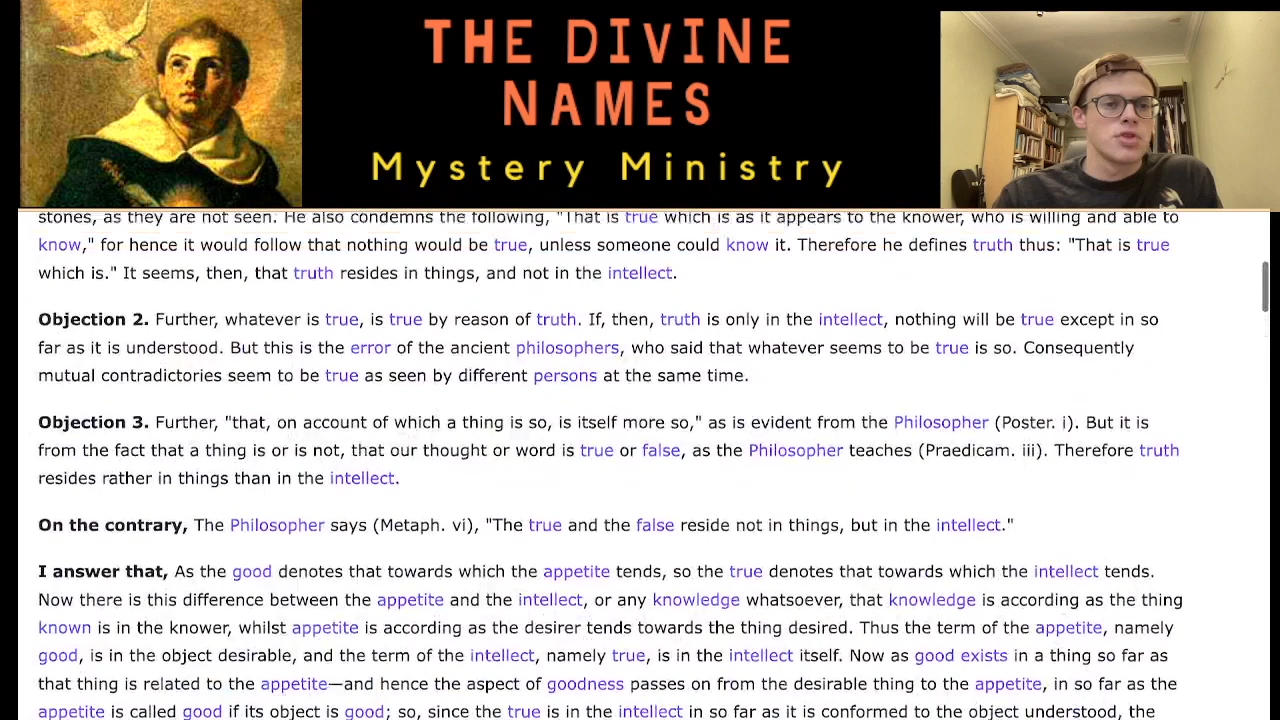 THE DIVINE
NAMES
Mystery Ministry
stones, as they are not seen. He also condemns the following, "That is true which is as it appears to the knower, who is willing and able to
know," for hence it would follow that nothing would be true, unless someone could know it. Therefore he defines truth thus: "That is true
which is." It seems, then, that truth resides in things, and not in the intellect.
Objection 2. Further, whatever is true, is true by reason of truth. If, then, truth is only in the intellect, nothing will be true except in so
far as it is understood. But this is the error of the ancient philosophers, who said that whatever seems to be true is so. Consequently
mutual contradictories seem to be true as seen by different persons at the same time.
Objection 3. Further, "that, on account of which a thing is so, is itself more so," as is evident from the Philosopher (Poster. i). But it is
from the fact that a thing is or is not, that our thought or word is true or false, as the Philosopher teaches (Praedicam. iii). Therefore truth
resides rather in things than in the intellect.
On the contrary, The Philosopher says (Metaph. vi), "The true and the false reside not in things, but in the intellect."
I answer that, As the good denotes that towards which the appetite tends, so the true denotes that towards which the intellect tends.
Now there is this difference between the appetite and the intellect, or any knowledge whatsoever, that knowledge is according as the thing
known is in the knower, whilst appetite is according as the desirer tends towards the thing desired. Thus the term of the appetite, namely
good, is in the object desirable, and the term of the intellect, namely true, is in the intellect itself. Now as good exists in a thing so far as
that thing is related to the appetite—and hence the aspect of goodness passes on from the desirable thing to the appetite, in so far as the
appetite is called good if its object is good; so, since the true is in the intellect in so far as it is conformed to the object understood, the